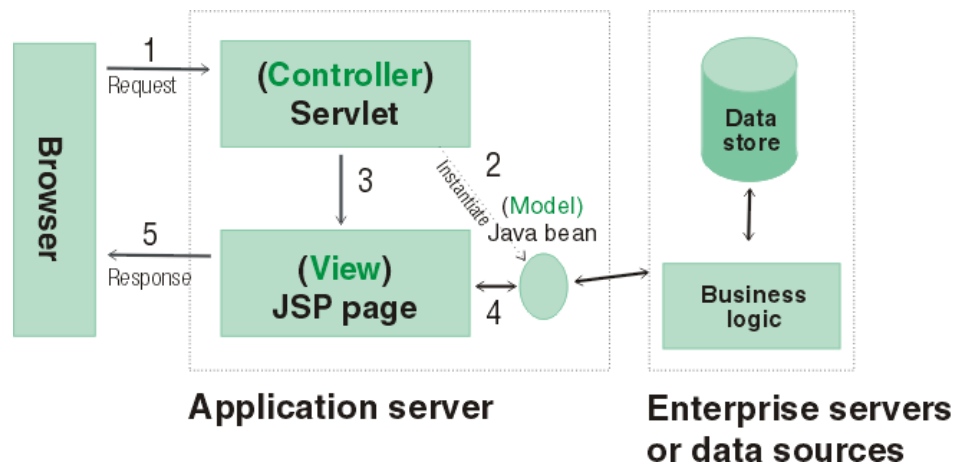 Browser
1
Request
(Controller)
Servlet
2
Instantiate
3
(Model)
Java bean
(View)
JSP page
4
5
Response
Data
store
Business
logic
Application server
Enterprise servers
or data sources